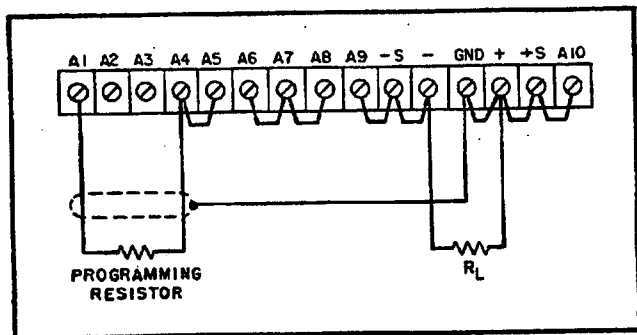 A1 A2 A3 A4 A5 A6 A7 A8 A9 -S - GND + +S A10
PROGRAMMING
RESISTOR
RL